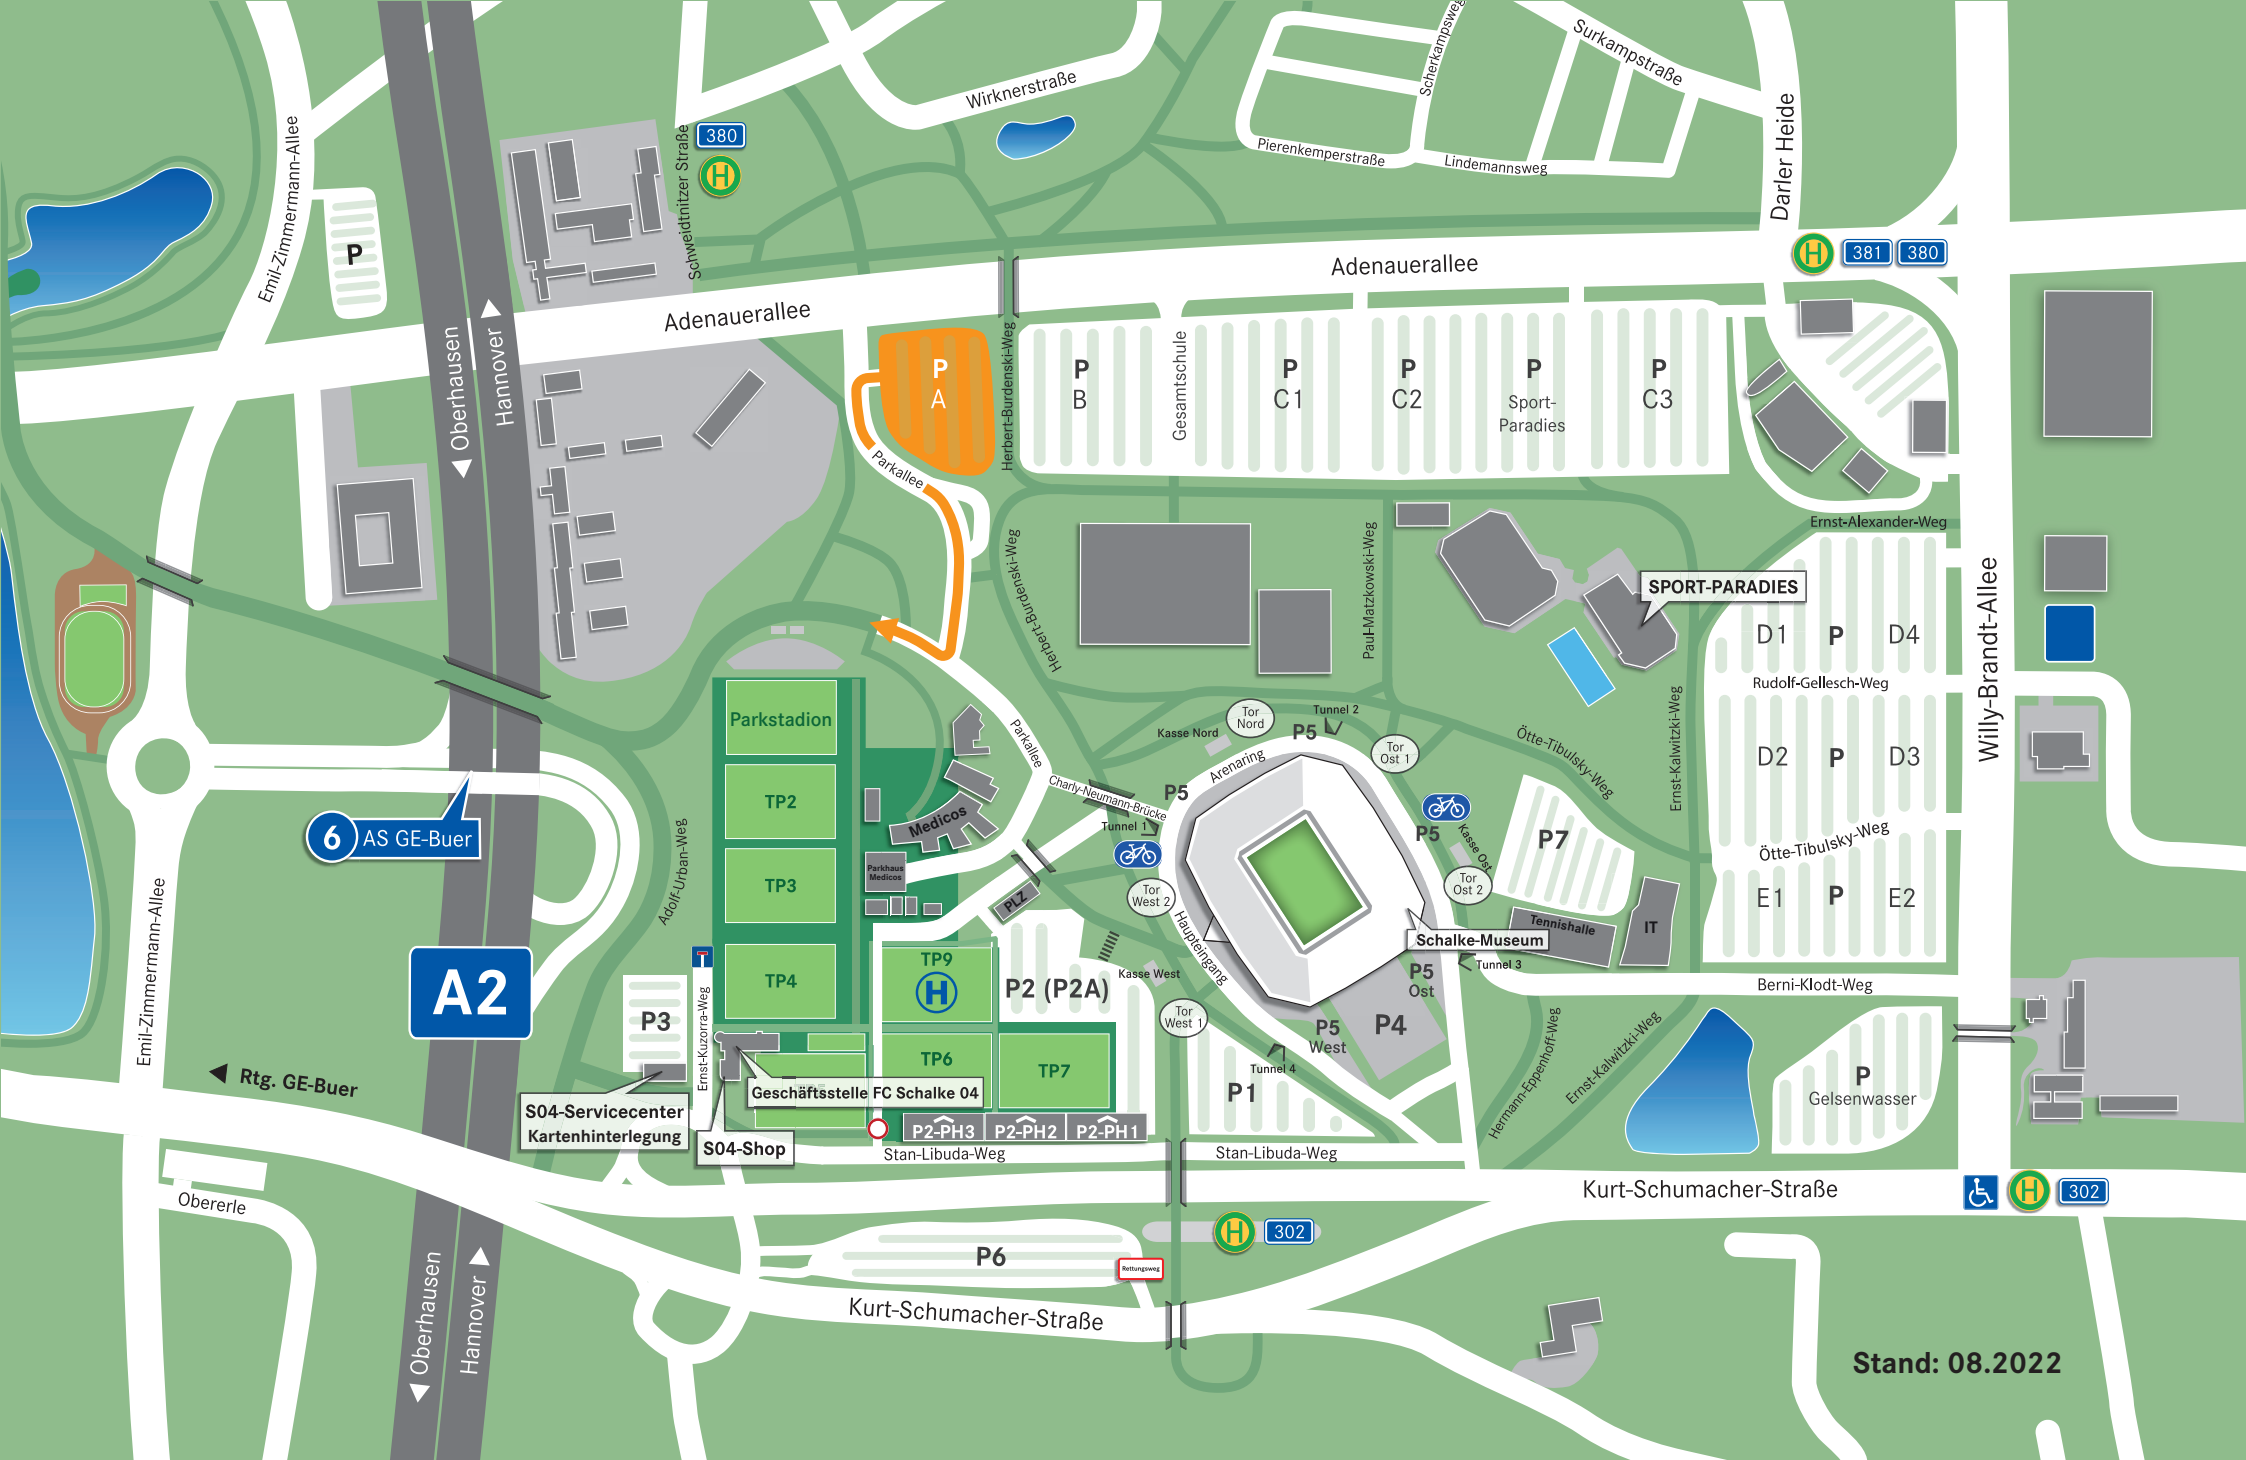 Wirknerstraße
Scherkampsweg
Surkampstraße
Pierenkemperstraße
Lindemannsweg
Darler Heide
Emil-Zimmermann-Allee
Schweidtnitzer Straße
380
H
P
H
381
380
Adenauerallee
Adenauerallee
Oberhausen
Hannover
P
A
Herbert-Burdenski-Weg
P
B
Gesamtschule
P
C1
P
C2
P
Sport-
Paradies
P
C3
Parkallee
Ernst-Alexander-Weg
Herbert-Burdenski-Weg
Paul-Matzkowski-Weg
SPORT-PARADIES
Willy-Brandt-Allee
D1
P
D4
Rudolf-Gellesch-Weg
Ernst-Kalwitzki-Weg
D2
P
D3
Ötte-Tibulsky-Weg
Ötte-Tibulsky-Weg
E1
P
E2
Parkstadion
TP2
TP3
TP4
Parkallee
Medicos
Parkhaus
Medicos
PLZ
Charly-Neumann-Brücke
Kasse Nord
Tor
Nord
Tunnel 2
P5
Tor
Ost 1
Arenaring
P5
Tunnel 1
P5
Kasse Ost
P7
Tor
Ost 2
Tor
West 2
Haupteingang
Tennishalle
IT
Schalke-Museum
Tunnel 3
P5
Ost
P4
P5
West
Berni-Klodt-Weg
6
AS GE-Buer
Adolf-Urban-Weg
A2
Emil-Zimmermann-Allee
P3
Ernst-Kuzorra-Weg
TP9
H
P2 (P2A)
Kasse West
Tor
West 1
TP6
TP7
Tunnel 4
P1
Hermann-Eppenhoff-Weg
Ernst-Kalwitzki-Weg
P
Gelsenwasser
Rtg. GE-Buer
Geschäftsstelle FC Schalke 04
S04-Servicecenter
Kartenhinterlegung
S04-Shop
P2-PH3
P2-PH2
P2-PH1
Stan-Libuda-Weg
Stan-Libuda-Weg
Kurt-Schumacher-Straße
H
302
Obererle
H
302
P6
Rettungsweg
Oberhausen
Hannover
Kurt-Schumacher-Straße
Stand: 08.2022